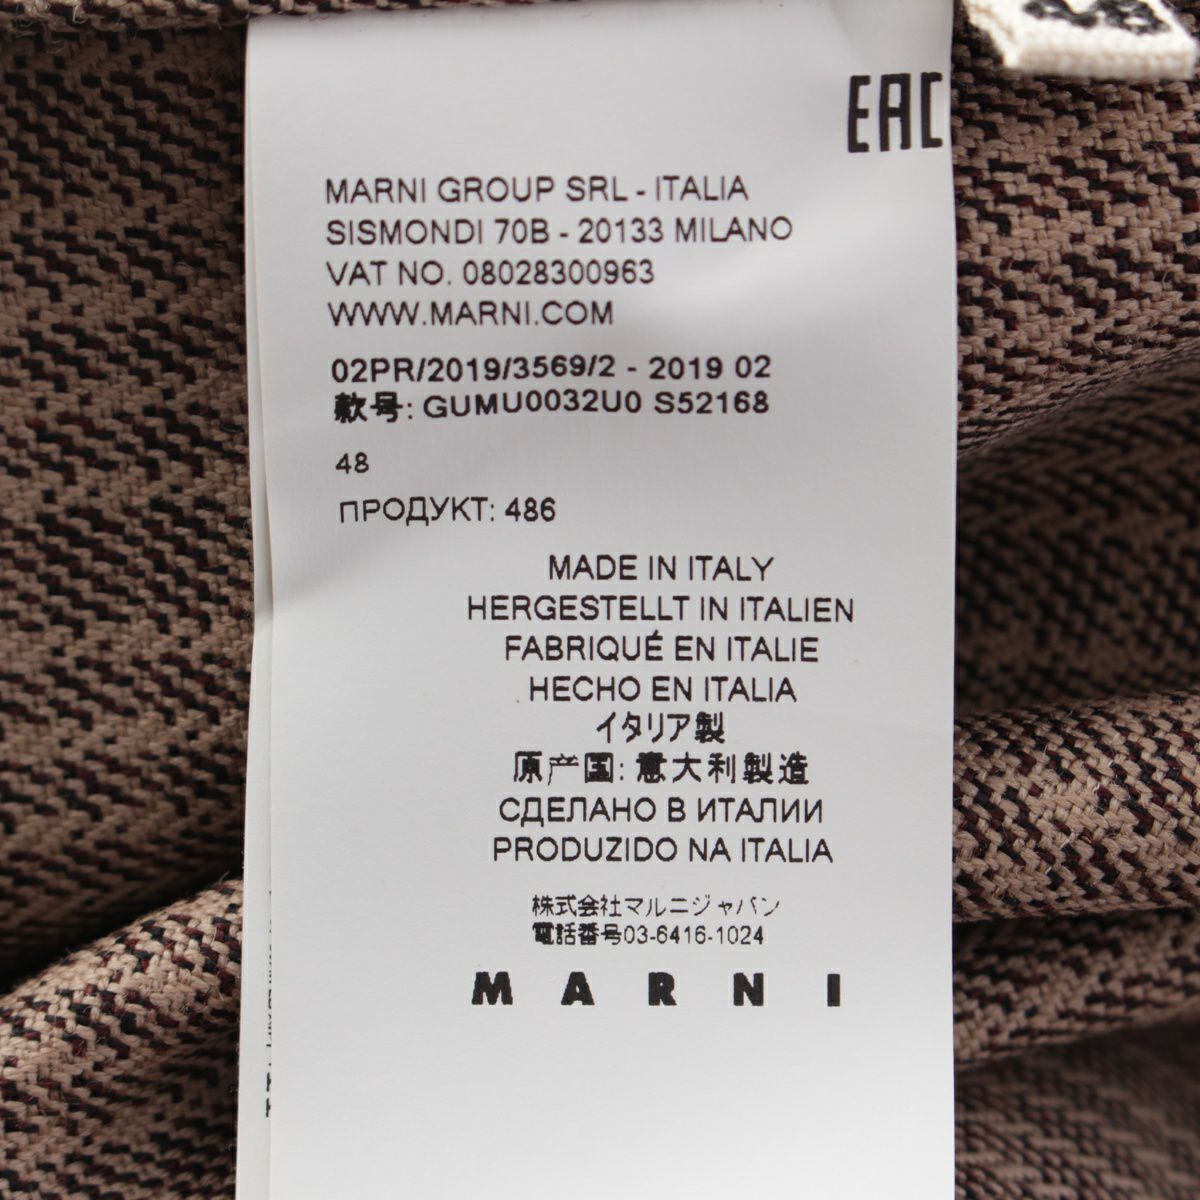 EAC
MARNI GROUP SRL - ITALIA
SISMONDI 70B - 20133 MILANO
VAT NO. 08028300963
WWW.MARNI.COM
02PR/2019/3569/2 - 2019 02
款号: GUMU0032U0 S52168
48
ПРОДУКТ: 486
MADE IN ITALY
HERGESTELLT IN ITALIEN
FABRIQUÉ EN ITALIE
HECHO EN ITALIA
イタリア製
原产国: 意大利製造
СДЕЛАНО В ИТАЛИИ
PRODUZIDO NA ITALIA
株式会社マルニジャパン
電話番号03-6416-1024
MARNI